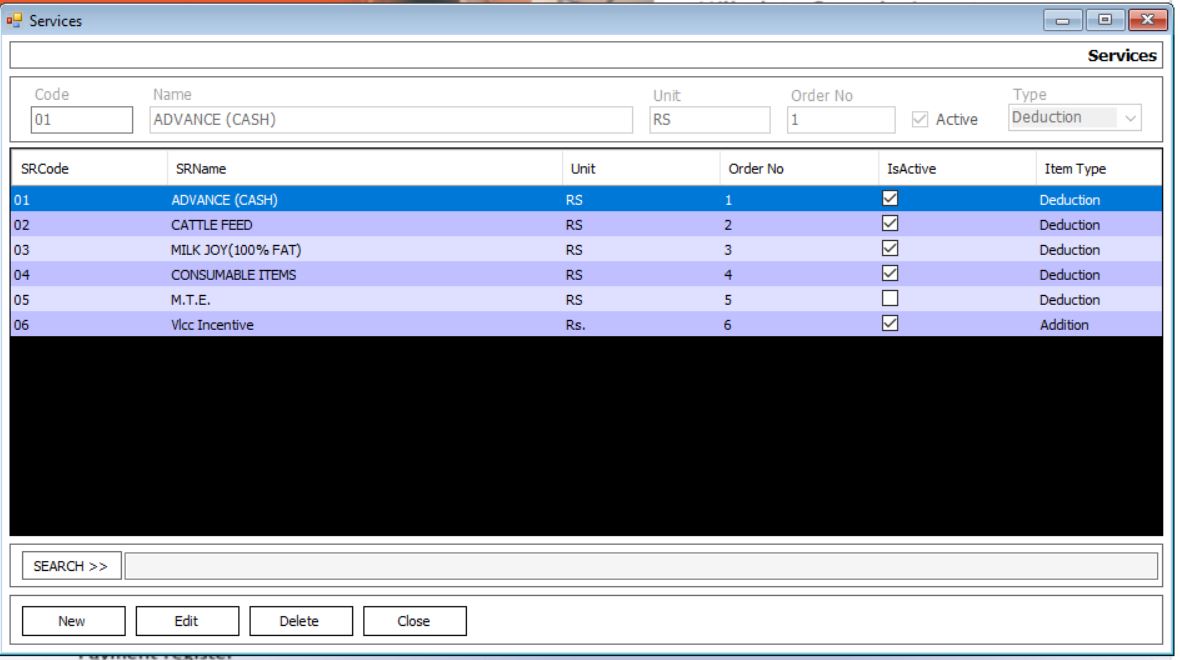 Services
Services
Code Name Unit Order No Type
01 ADVANCE (CASH) RS 1 Active Deduction
SRCode SRName Unit Order No IsActive Item Type
01 ADVANCE (CASH) RS 1 Deduction
02 CATTLE FEED RS 2 Deduction
03 MILK JOY(100% FAT) RS 3 Deduction
04 CONSUMABLE ITEMS RS 4 Deduction
05 M.T.E. RS 5 Deduction
06 Vlcc Incentive Rs. 6 Addition
SEARCH >>
New Edit Delete Close